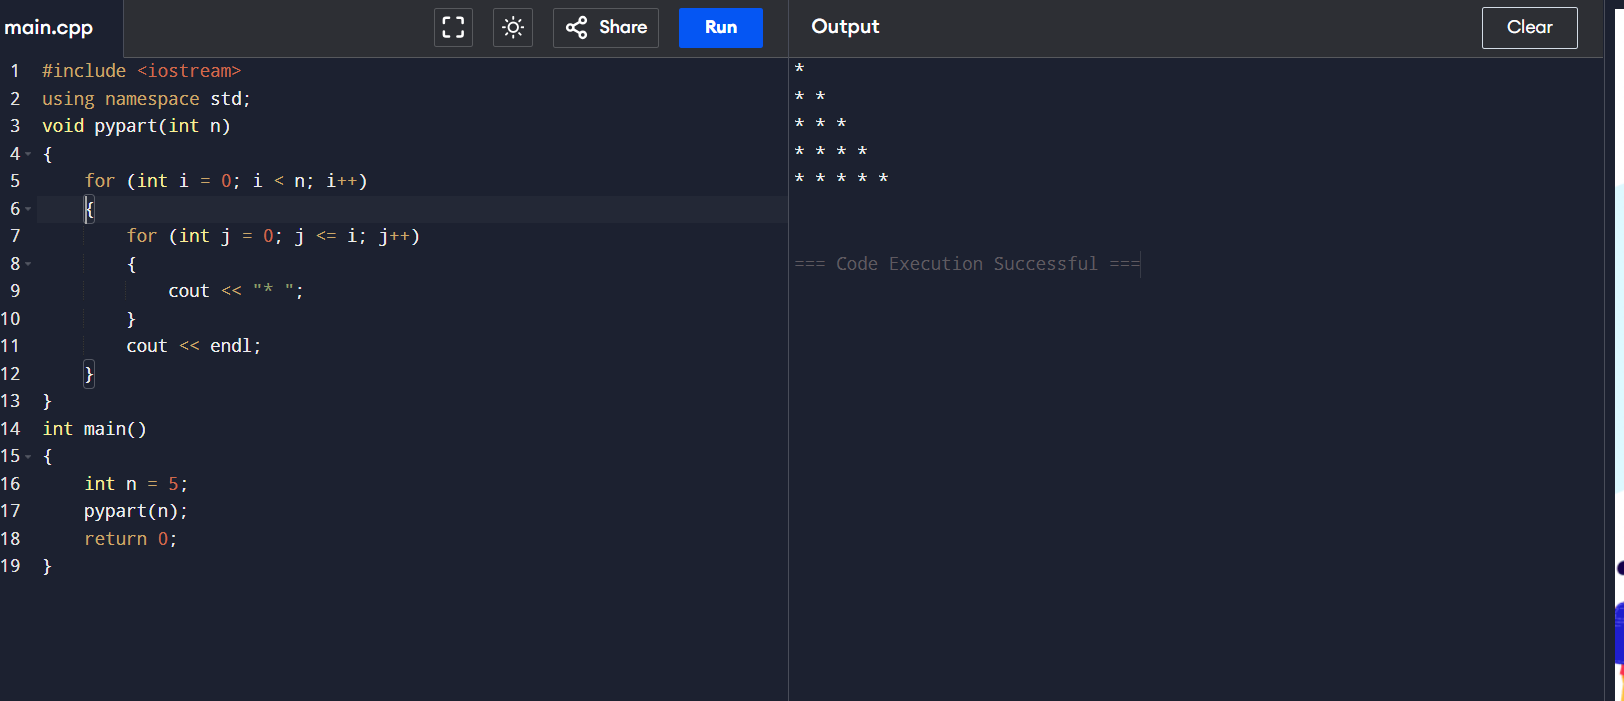 main.cpp
Share
Run
Output
Clear
1 #include <iostream>
2 using namespace std;
3 void pypart(int n)
4 {
5     for (int i = 0; i < n; i++)
6     {
7         for (int j = 0; j <= i; j++)
8         {
9             cout << "* ";
10         }
11         cout << endl;
12     }
13 }
14 int main()
15 {
16     int n = 5;
17     pypart(n);
18     return 0;
19 }
*
* *
* * *
* * * *
* * * * *
=== Code Execution Successful ===